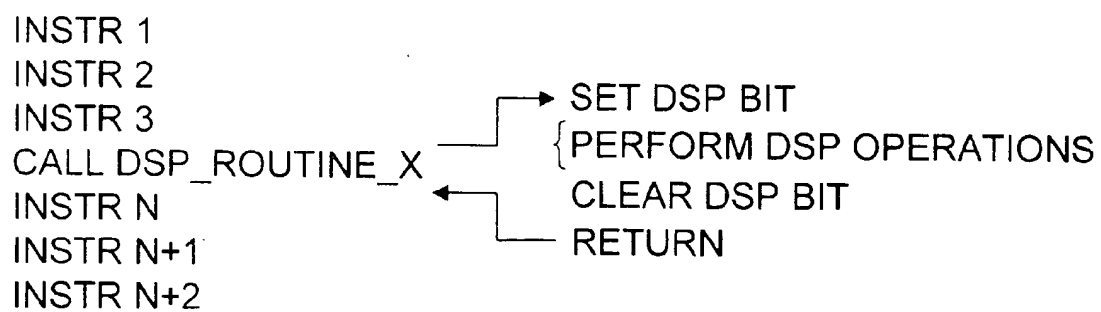 INSTR 1
INSTR 2
INSTR 3
CALL DSP_ROUTINE_X
INSTR N
INSTR N+1
INSTR N+2
SET DSP BIT
{PERFORM DSP OPERATIONS
CLEAR DSP BIT
RETURN